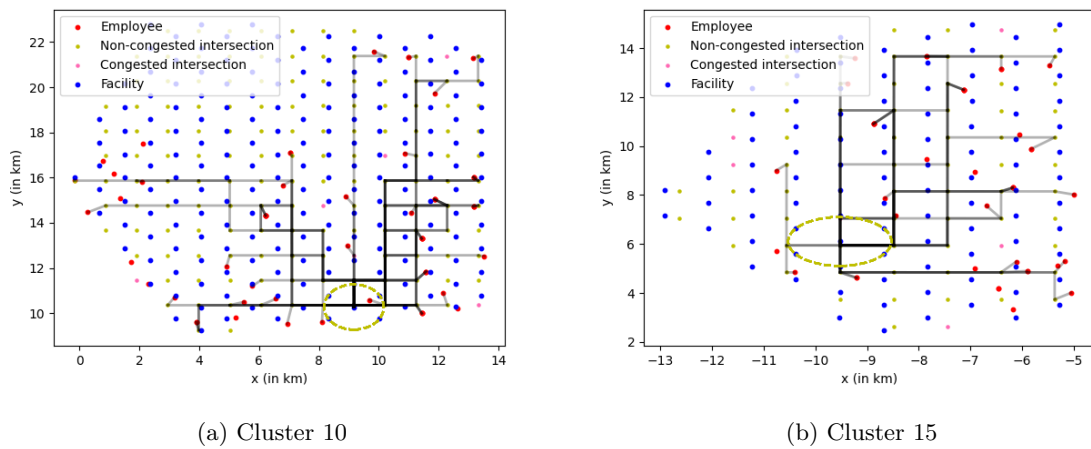 Employee
Non-congested intersection
Congested intersection
Facility
22
20
18
16
14
12
10
y (in km)
0 2 4 6 8 10 12 14
x (in km)
(a) Cluster 10
Employee
Non-congested intersection
Congested intersection
Facility
14
12
10
8
6
4
2
y (in km)
−13 −12 −11 −10 −9 −8 −7 −6 −5
x (in km)
(b) Cluster 15